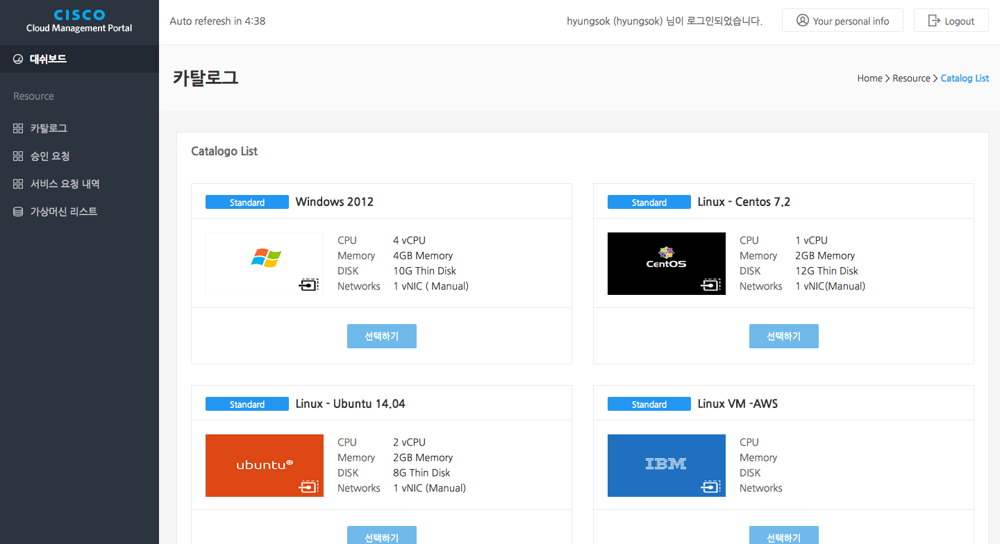 CISCO
Cloud Management Portal
Auto referesh in 4:38
hyungsok (hyungsok) 님이 로그인되었습니다.
Your personal info
Logout
대쉬보드
Resource
카탈로그
승인 요청
서비스 요청 내역
가상머신 리스트
카탈로그
Home > Resource > Catalog List
Catalogo List
Standard Windows 2012
CPU 4 vCPU
Memory 4GB Memory
DISK 10G Thin Disk
Networks 1 vNIC ( Manual)
선택하기
Standard Linux - Centos 7.2
CentOS
CPU 1 vCPU
Memory 2GB Memory
DISK 12G Thin Disk
Networks 1 vNIC(Manual)
선택하기
Standard Linux - Ubuntu 14.04
ubuntu®
CPU 2 vCPU
Memory 2GB Memory
DISK 8G Thin Disk
Networks 1 vNIC (Manual)
선택하기
Standard Linux VM -AWS
IBM
CPU
Memory
DISK
Networks
선택하기